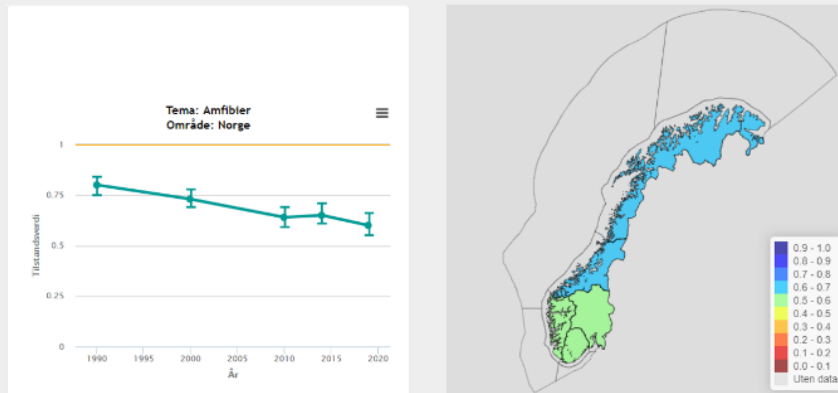 Tema: Amfibier
Område: Norge
1
0.75
0.5
0.25
0
Tilstandsverdi
1990
1995
2000
2005
2010
2015
2020
År
0.9 - 1.0
0.8 - 0.9
0.7 - 0.8
0.6 - 0.7
0.5 - 0.6
0.4 - 0.5
0.3 - 0.4
0.2 - 0.3
0.1 - 0.2
0.0 - 0.1
Uten data